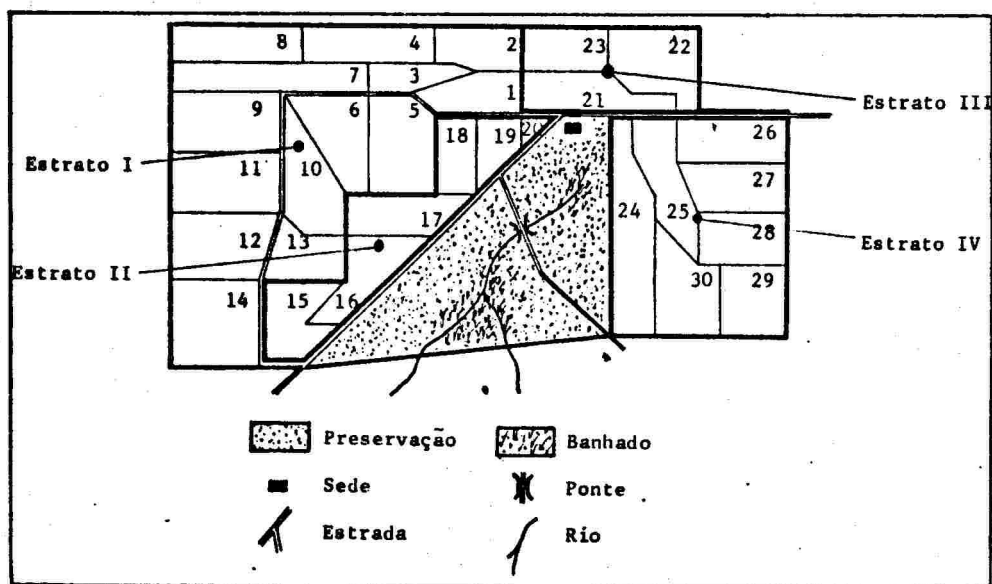 8 4 2 23 22
7 3
Estrato III
9 6 5 1 21
18 19 20 26
Estrato I
11 10
27
17 24 25
12 13 28
Estrato IV
Estrato II
14 15 16 30 29
Preservação Banhado
Sede Ponte
Estrada Rio